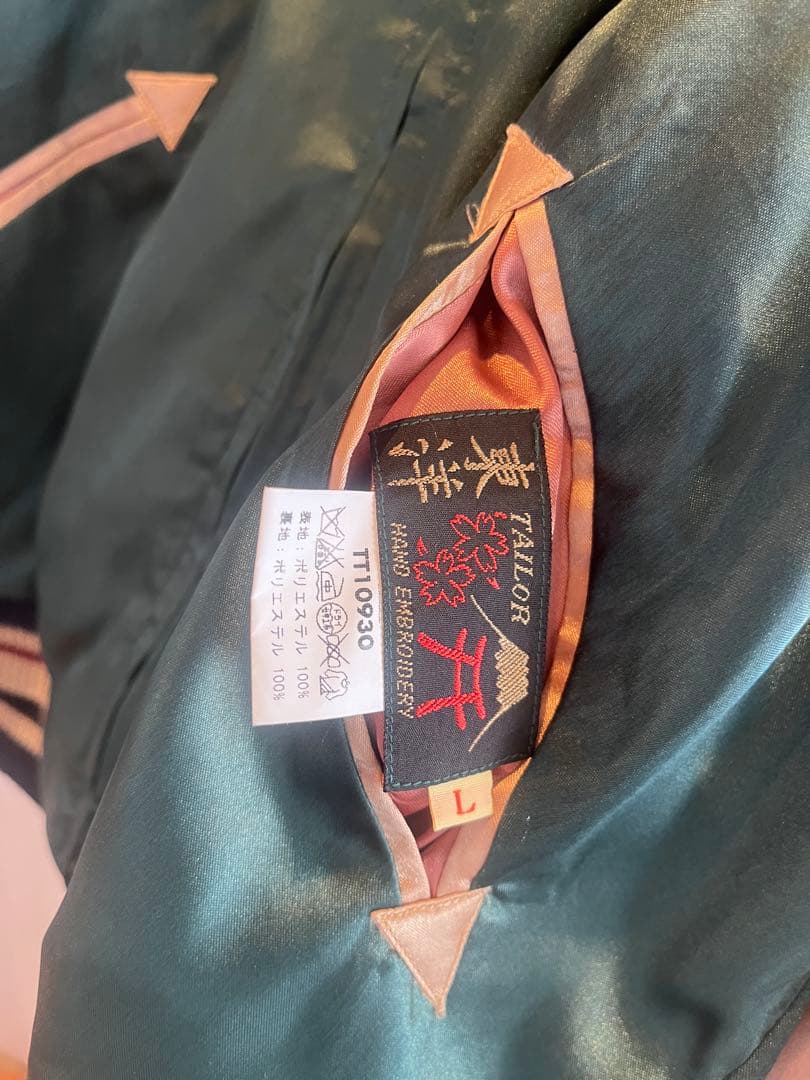 東洋
TAILOR
HAND EMBROIDERY
L
TT10930
表地：ポリエステル 100%
裏地：ポリエステル 100%